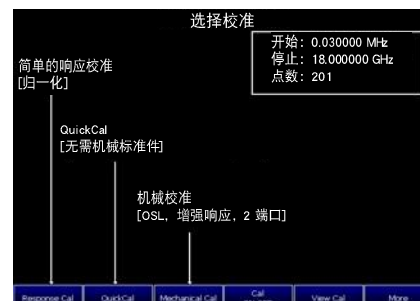 选择校准
开始: 0.030000 MHz
停止: 18.000000 GHz
点数: 201
简单的响应校准
[归一化]
QuickCal
[无需机械标准件]
机械校准
[OSL, 增强响应, 2 端口]
Response Cal QuickCal Mechanical Cal Cal View Cal More